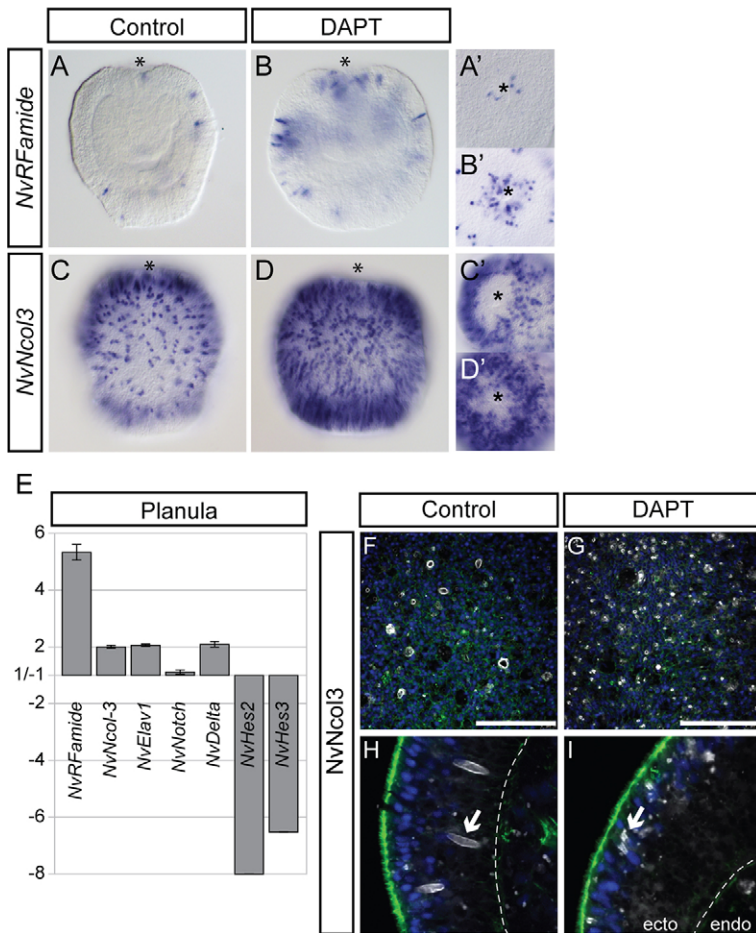 Control DAPT
NvRFamide
A *
B *
A' *
B' *
NvNcol3
C *
D *
C' *
D' *
E
Planula
6
4
2
1/-1
-2
-4
-6
-8
NvRFamide
NvNcol-3
NvElav1
NvNotch
NvDelta
NvHes2
NvHes3
Control DAPT
NvNcol3
F
G
H
I
ecto endo